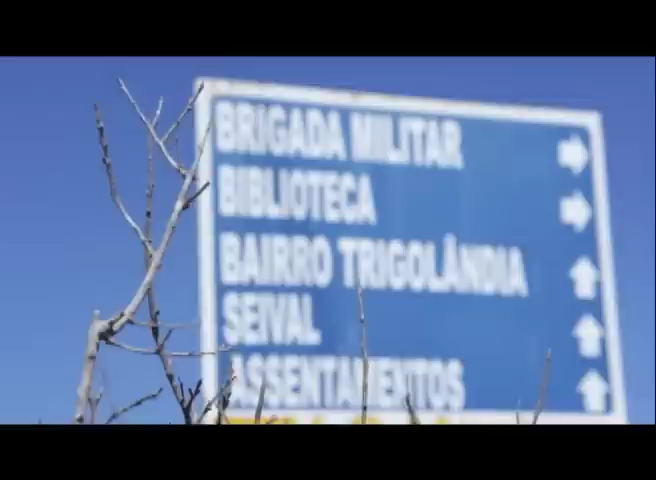 BRIGADA MILITAR
BIBLIOTECA
BAIRRO TRIGOLÂNDIA
SEIVAL
ASSENTAMENTOS